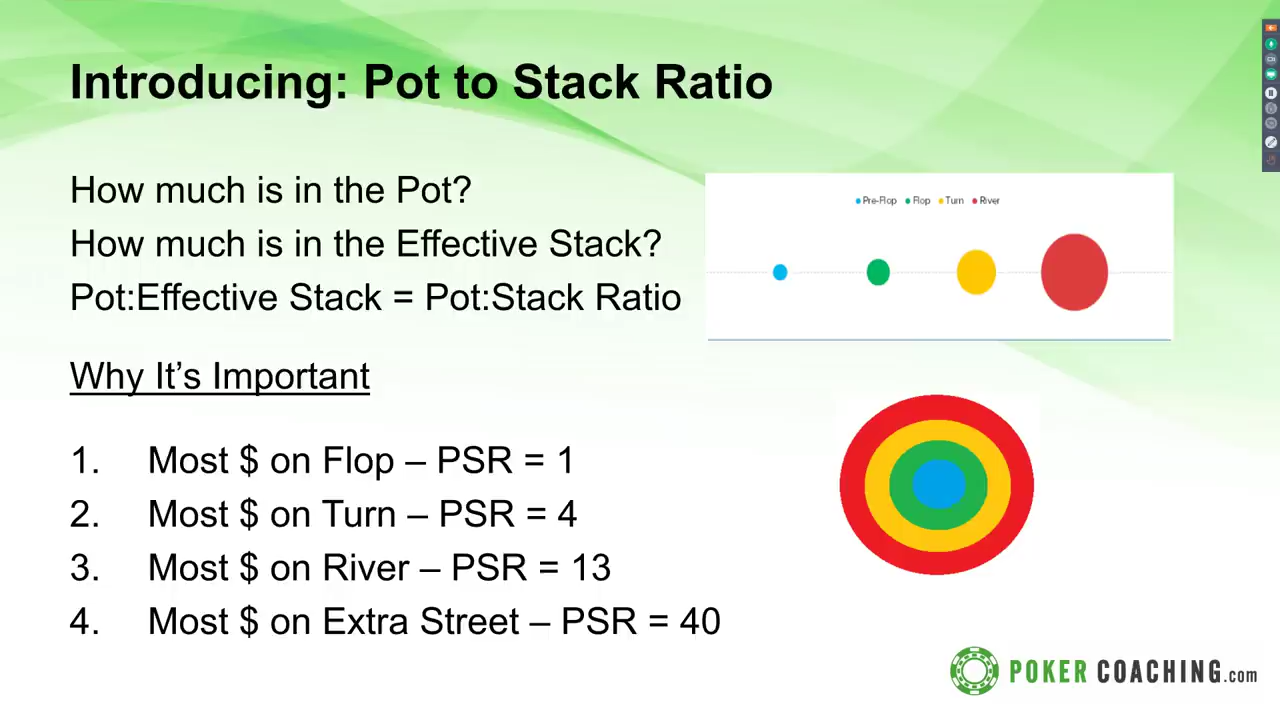 Introducing: Pot to Stack Ratio
How much is in the Pot?
How much is in the Effective Stack?
Pot:Effective Stack = Pot:Stack Ratio
Pre-Flop Flop Turn River
Why It's Important
1. Most $ on Flop – PSR = 1
2. Most $ on Turn – PSR = 4
3. Most $ on River – PSR = 13
4. Most $ on Extra Street – PSR = 40
POKER COACHING.com